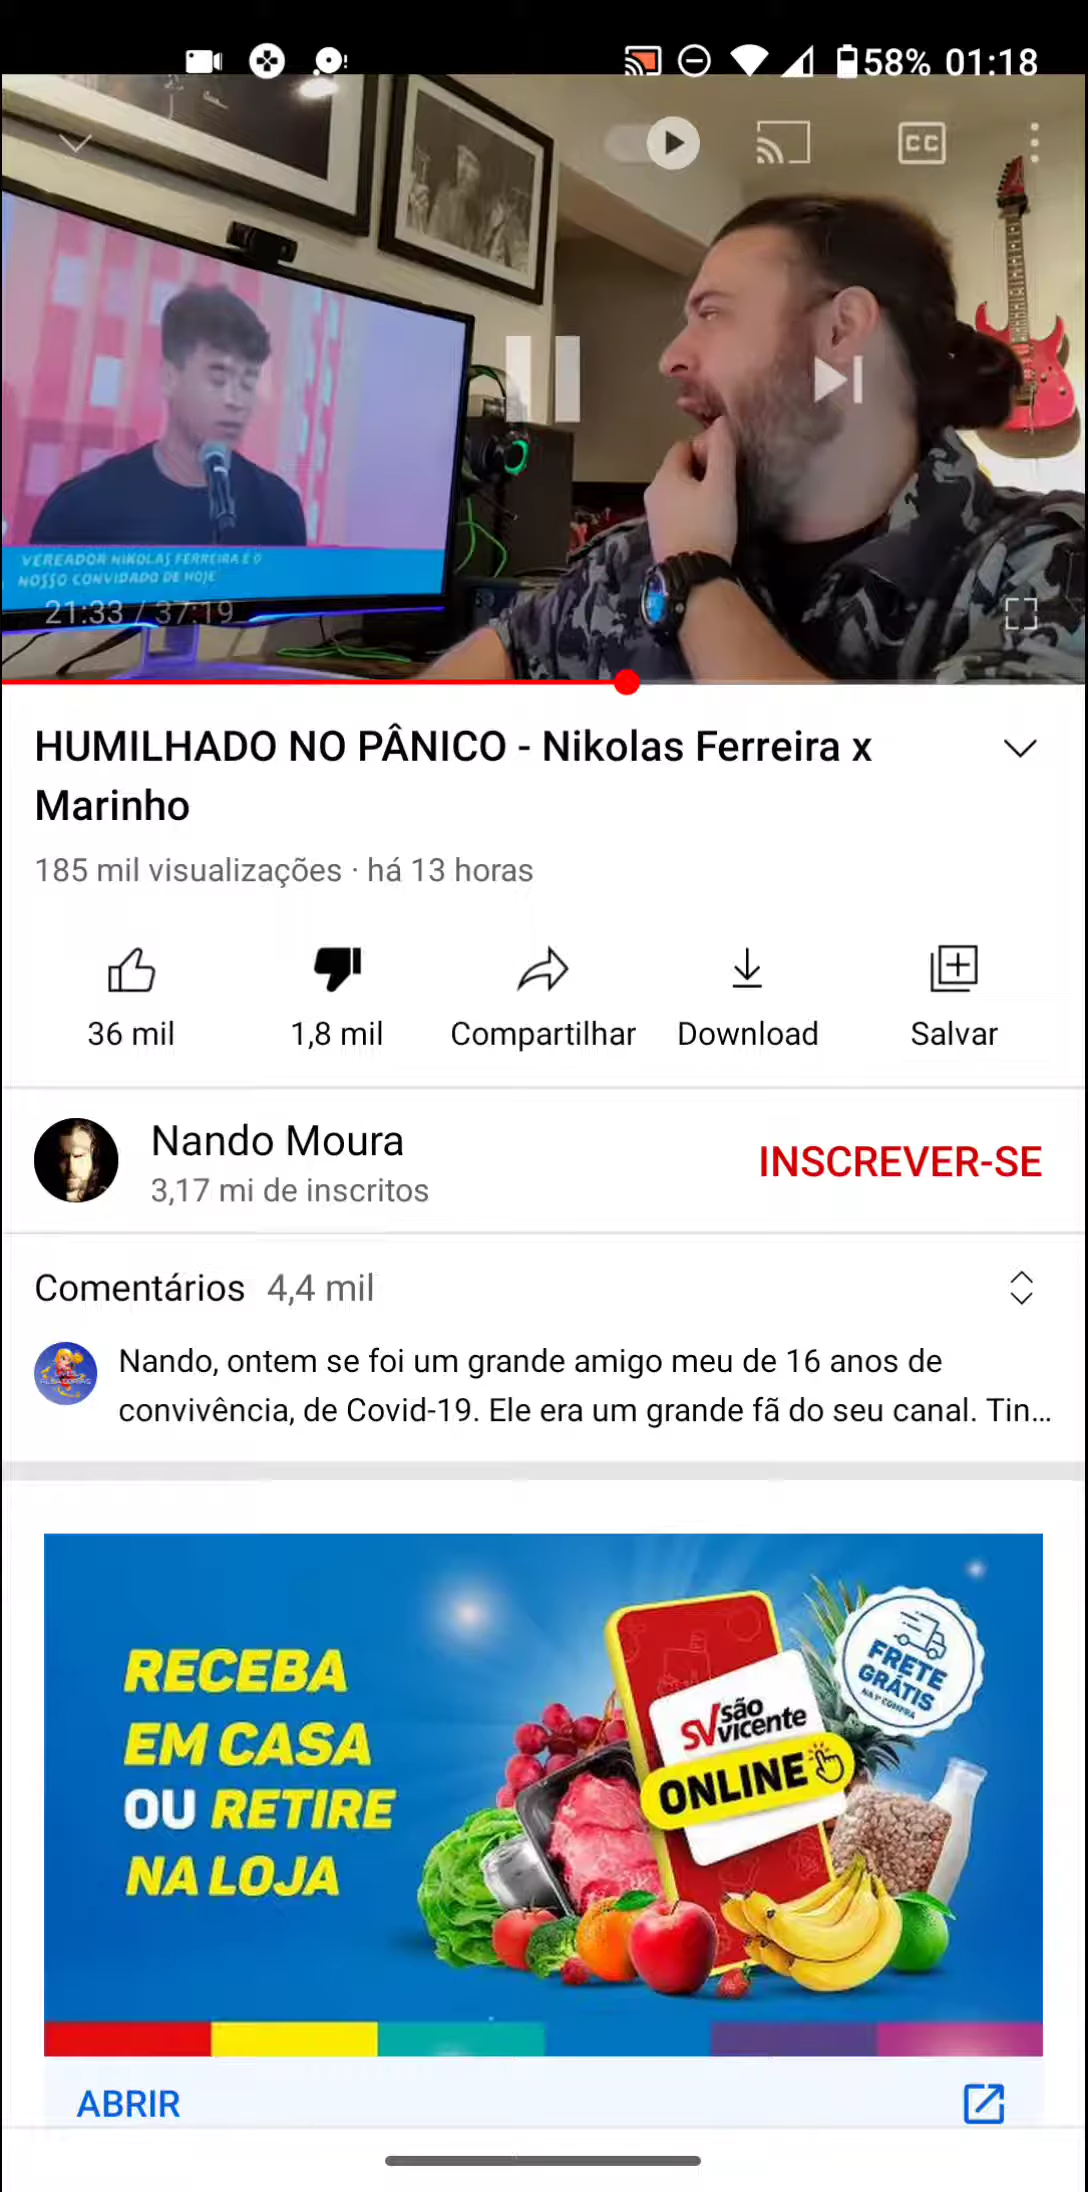 58% 01:18
CC
VEREADOR NIKOLAS FERREIRA É O
NOSSO CONVIDADO DE HOJE
21:33 / 37:19
HUMILHADO NO PÂNICO - Nikolas Ferreira x
Marinho
185 mil visualizações · há 13 horas
36 mil
1,8 mil
Compartilhar
Download
Salvar
Nando Moura
INSCREVER-SE
3,17 mi de inscritos
Comentários 4,4 mil
Nando, ontem se foi um grande amigo meu de 16 anos de
convivência, de Covid-19. Ele era um grande fã do seu canal. Tin...
RECEBA
EM CASA
OU RETIRE
NA LOJA
FRETE
GRÁTIS
NA 1ª COMPRA
SV são
vicente
ONLINE
ABRIR